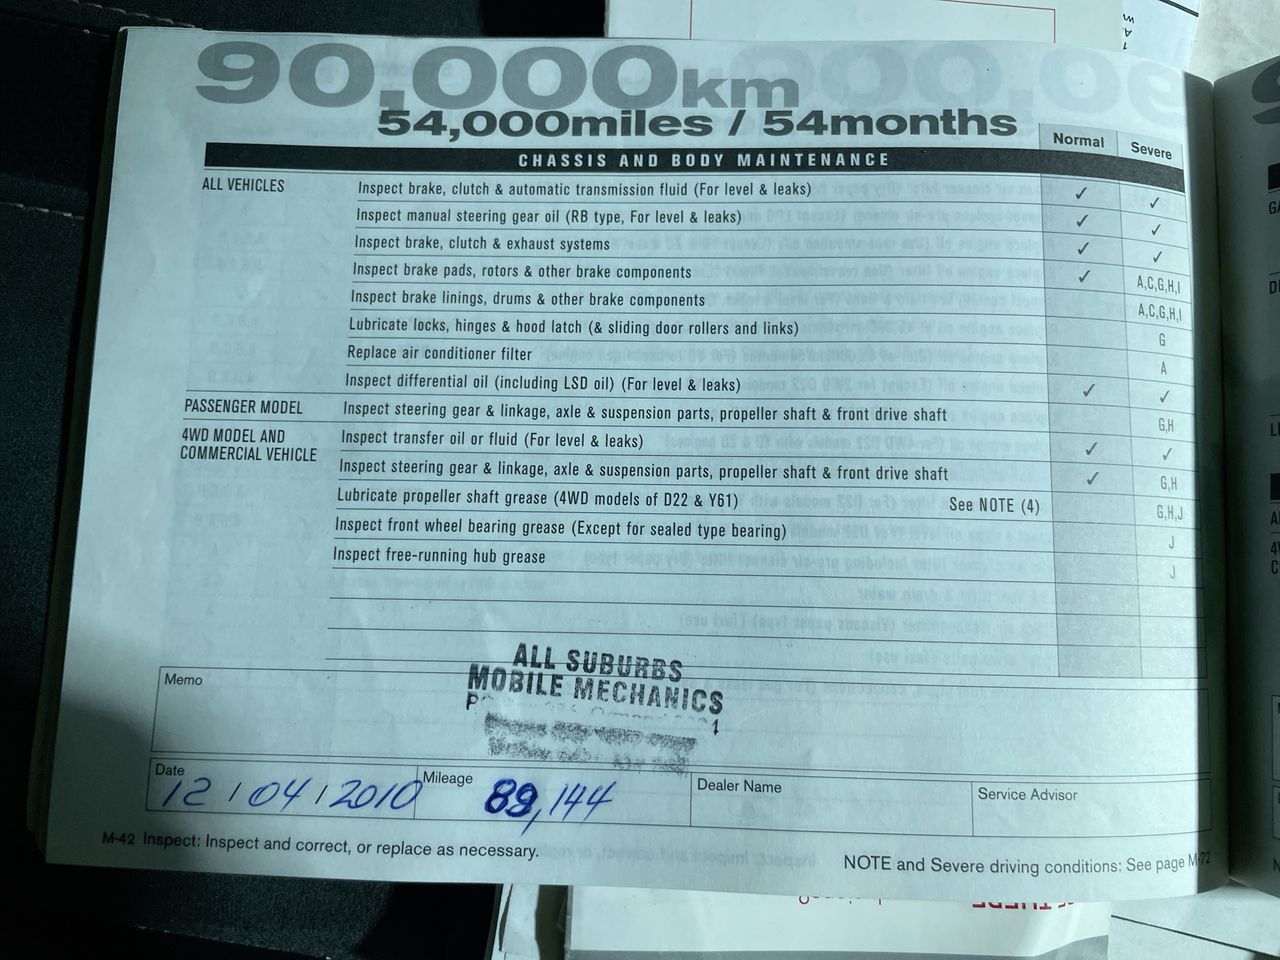 90,000km
54,000miles / 54months
Normal Severe
CHASSIS AND BODY MAINTENANCE
ALL VEHICLES Inspect brake, clutch & automatic transmission fluid (For level & leaks) ✓ ✓
Inspect manual steering gear oil (RB type, For level & leaks) ✓ ✓
Inspect brake, clutch & exhaust systems ✓ ✓
Inspect brake pads, rotors & other brake components ✓ A,C,G,H,I
Inspect brake linings, drums & other brake components A,C,G,H,I
Lubricate locks, hinges & hood latch (& sliding door rollers and links) G
Replace air conditioner filter A
Inspect differential oil (including LSD oil) (For level & leaks) ✓ ✓
PASSENGER MODEL Inspect steering gear & linkage, axle & suspension parts, propeller shaft & front drive shaft G,H
4WD MODEL AND Inspect transfer oil or fluid (For level & leaks) ✓ ✓
COMMERCIAL VEHICLE Inspect steering gear & linkage, axle & suspension parts, propeller shaft & front drive shaft ✓ G,H
Lubricate propeller shaft grease (4WD models of D22 & Y61) See NOTE (4) G,H,J
Inspect front wheel bearing grease (Except for sealed type bearing) J
Inspect free-running hub grease J
ALL SUBURBS
MOBILE MECHANICS
Memo
Date Mileage Dealer Name Service Advisor
12/04/2010 89,144
M-42 Inspect: Inspect and correct, or replace as necessary.
NOTE and Severe driving conditions: See page M-72